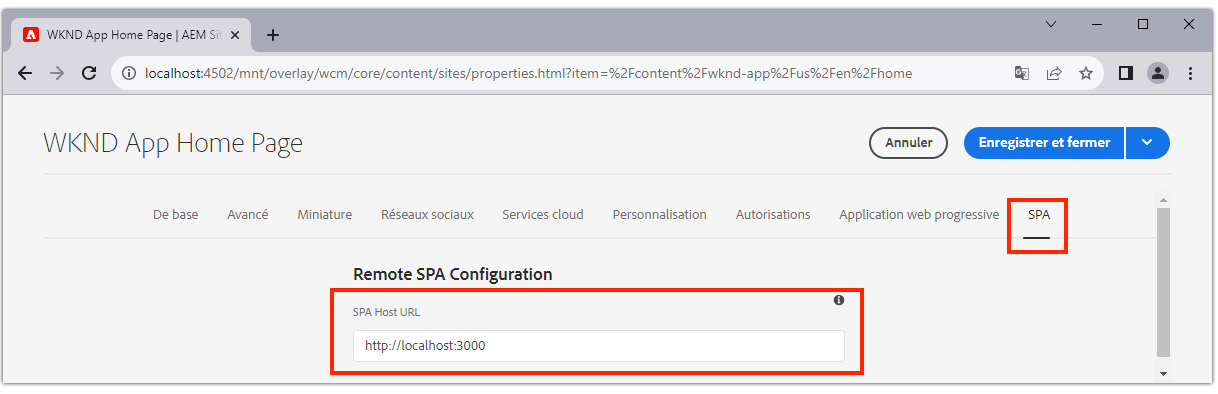 WKND App Home Page | AEM Si
localhost:4502/mnt/overlay/wcm/core/content/sites/properties.html?item=%2Fcontent%2Fwknd-app%2Fus%2Fen%2Fhome
WKND App Home Page
Annuler
Enregistrer et fermer
De base Avancé Miniature Réseaux sociaux Services cloud Personnalisation Autorisations Application web progressive SPA
Remote SPA Configuration
SPA Host URL
http://localhost:3000